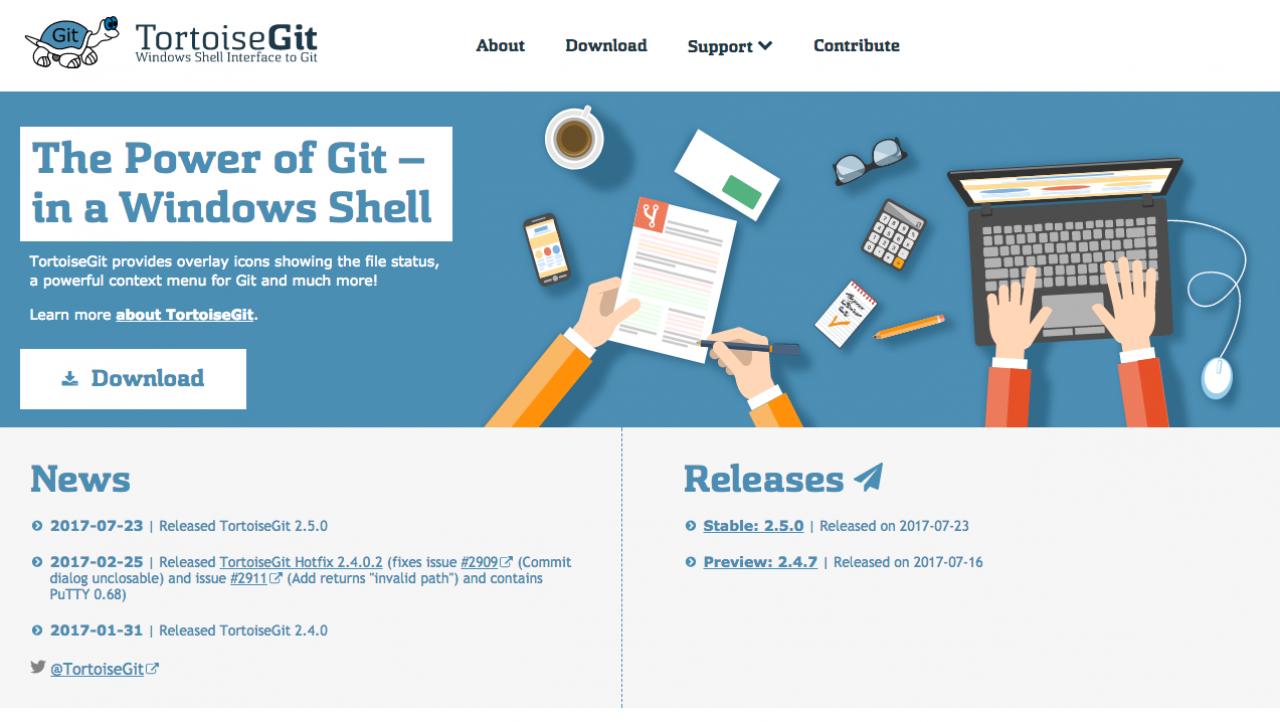 Git
TortoiseGit
Windows Shell Interface to Git
About
Download
Support
Contribute
The Power of Git –
in a Windows Shell
TortoiseGit provides overlay icons showing the file status,
a powerful context menu for Git and much more!
Learn more about TortoiseGit.
Download
News
2017-07-23 | Released TortoiseGit 2.5.0
2017-02-25 | Released TortoiseGit Hotfix 2.4.0.2 (fixes issue #2909 (Commit
dialog unclosable) and issue #2911 (Add returns "invalid path") and contains
PuTTY 0.68)
2017-01-31 | Released TortoiseGit 2.4.0
@TortoiseGit
Releases
Stable: 2.5.0 | Released on 2017-07-23
Preview: 2.4.7 | Released on 2017-07-16